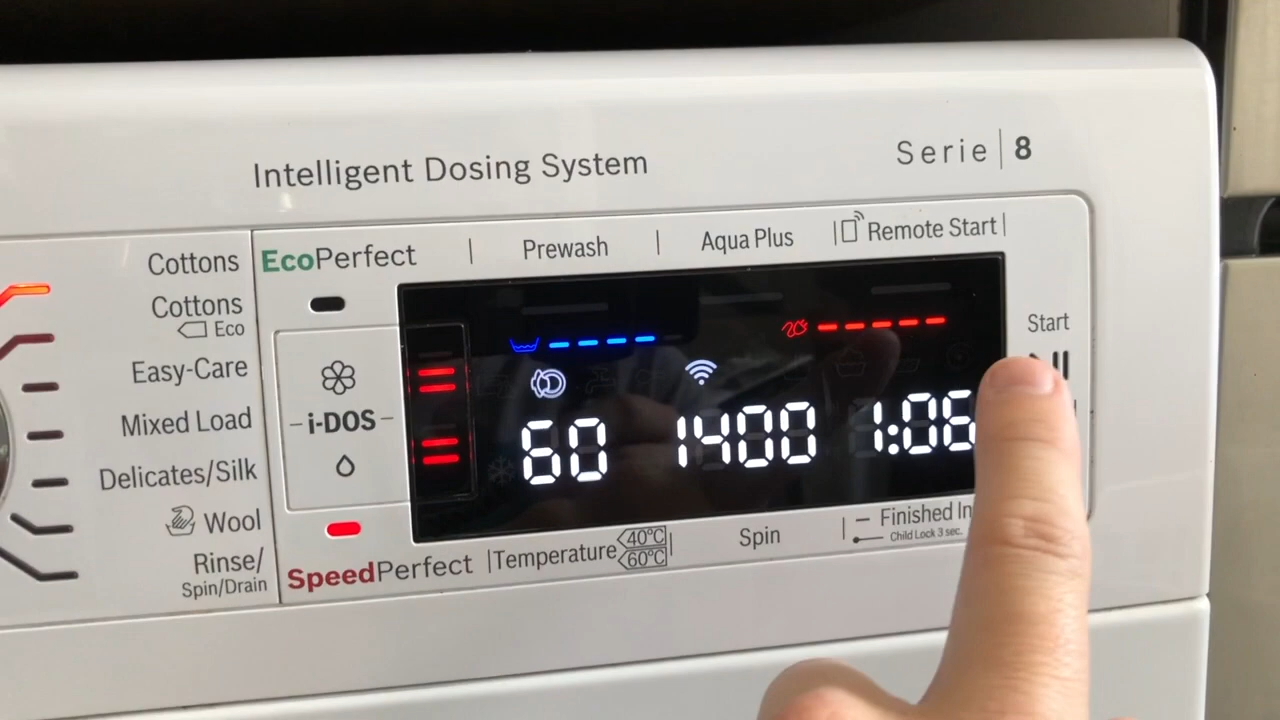 Intelligent Dosing System
Serie | 8
EcoPerfect | Prewash | Aqua Plus | Remote Start |
Cottons
Cottons
Eco
Easy-Care
Mixed Load
Delicates/Silk
Wool
Rinse/
Spin/Drain
i-DOS
60 1400 1:06
Start
SpeedPerfect | Temperature 40°C 60°C | Spin | Finished In
Child Lock 3 sec.